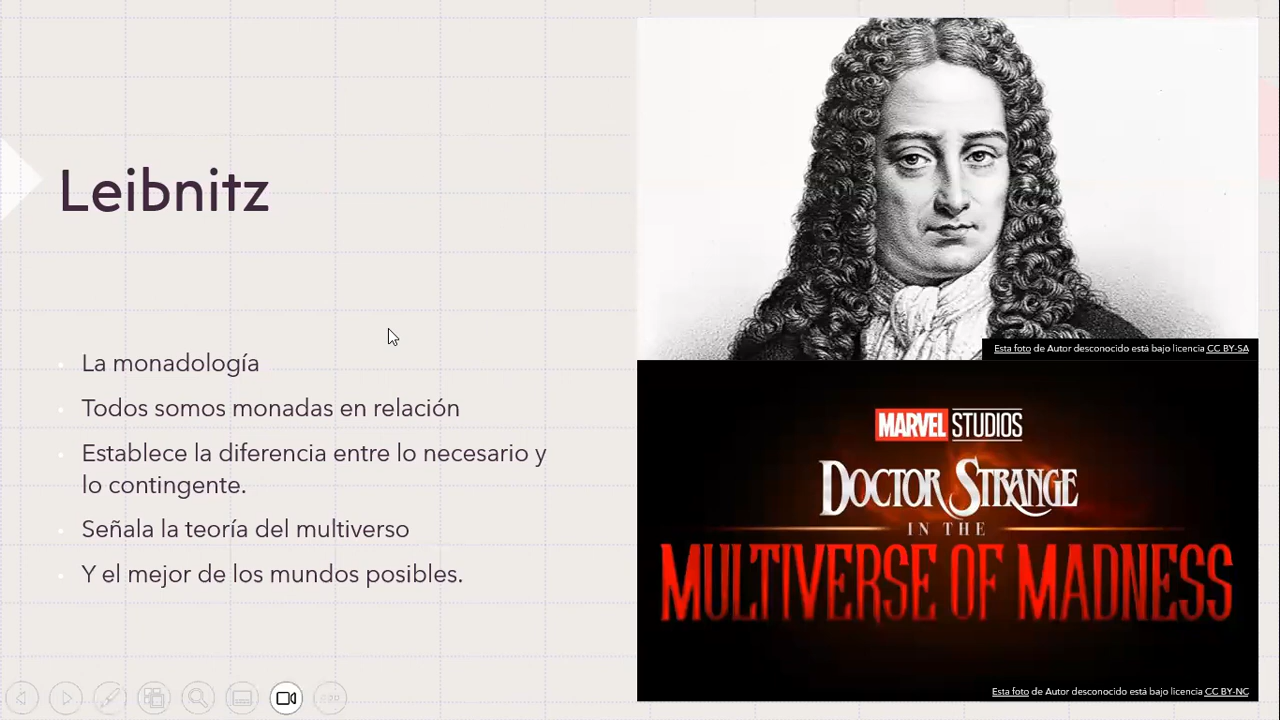 Leibnitz
La monadología
Todos somos monadas en relación
Establece la diferencia entre lo necesario y
lo contingente.
Señala la teoría del multiverso
Y el mejor de los mundos posibles.
Esta foto de Autor desconocido está bajo licencia CC BY-SA
MARVEL STUDIOS
DOCTOR STRANGE
IN THE
MULTIVERSE OF MADNESS
Esta foto de Autor desconocido está bajo licencia CC BY-NC